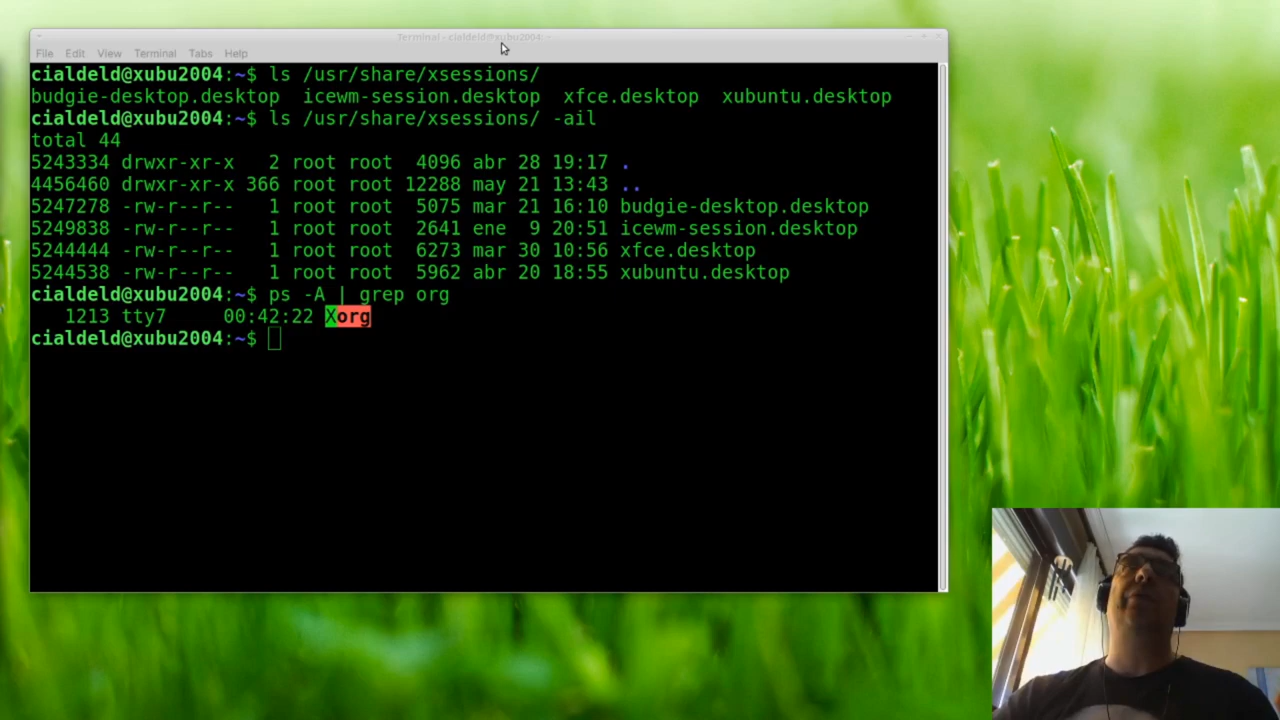 Terminal - cialdeld@xubu2004: ~
File Edit View Terminal Tabs Help
cialdeld@xubu2004:~$ ls /usr/share/xsessions/
budgie-desktop.desktop  icewm-session.desktop  xfce.desktop  xubuntu.desktop
cialdeld@xubu2004:~$ ls /usr/share/xsessions/ -ail
total 44
5243334 drwxr-xr-x   2 root root  4096 abr 28 19:17 .
4456460 drwxr-xr-x 366 root root 12288 may 21 13:43 ..
5247278 -rw-r--r--   1 root root  5075 mar 21 16:10 budgie-desktop.desktop
5249838 -rw-r--r--   1 root root  2641 ene  9 20:51 icewm-session.desktop
5244444 -rw-r--r--   1 root root  6273 mar 30 10:56 xfce.desktop
5244538 -rw-r--r--   1 root root  5962 abr 20 18:55 xubuntu.desktop
cialdeld@xubu2004:~$ ps -A | grep org
   1213 tty7     00:42:22 Xorg
cialdeld@xubu2004:~$